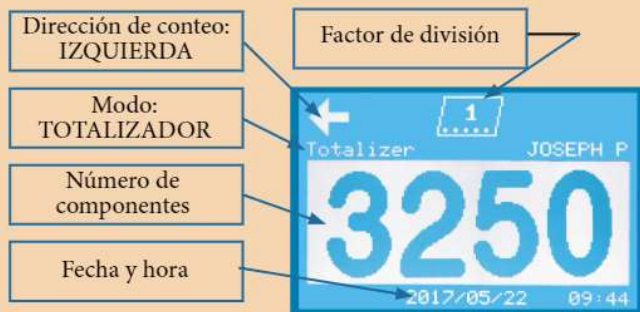 Dirección de conteo:
IZQUIERDA
Factor de división
Modo:
TOTALIZADOR
Número de
componentes
Fecha y hora
1
Totalizer JOSEPH P
3250
2017/05/22 09:44